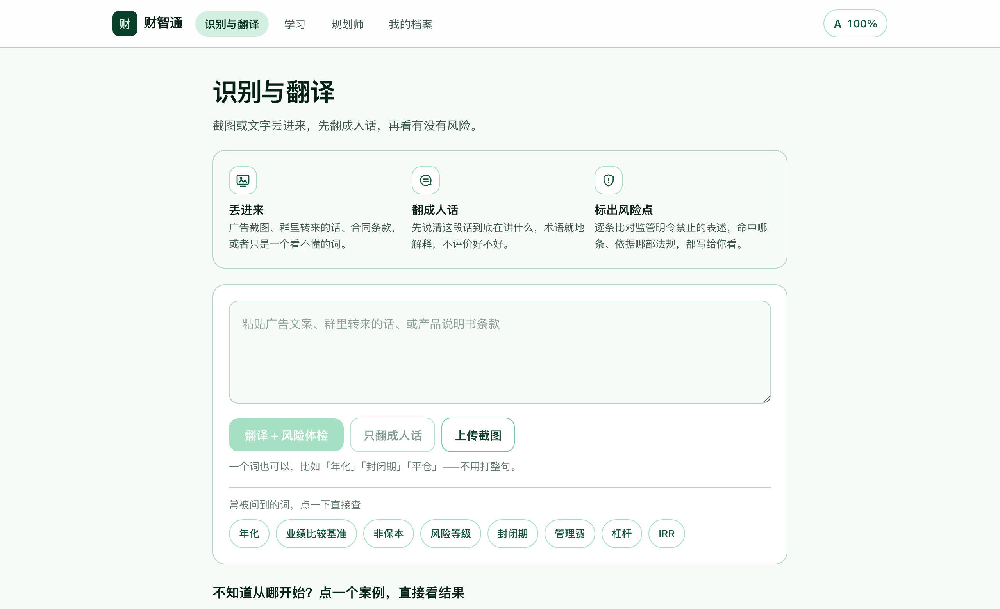 财 财智通 识别与翻译 学习 规划师 我的档案 A 100%
识别与翻译
截图或文字丢进来，先翻成人话，再看有没有风险。
丢进来
广告截图、群里转来的话、合同条款，
或者只是一个看不懂的词。
翻成人话
先说清这段话到底在讲什么，术语就地
解释，不评价好不好。
标出风险点
逐条比对监管明令禁止的表述，命中哪
条、依据哪部法规，都写给你看。
粘贴广告文案、群里转来的话、或产品说明书条款
翻译 + 风险体检 只翻成人话 上传截图
一个词也可以，比如「年化」「封闭期」「平仓」——不用打整句。
常被问到的词，点一下直接查
年化 业绩比较基准 非保本 风险等级 封闭期 管理费 杠杆 IRR
不知道从哪开始？点一个案例，直接看结果